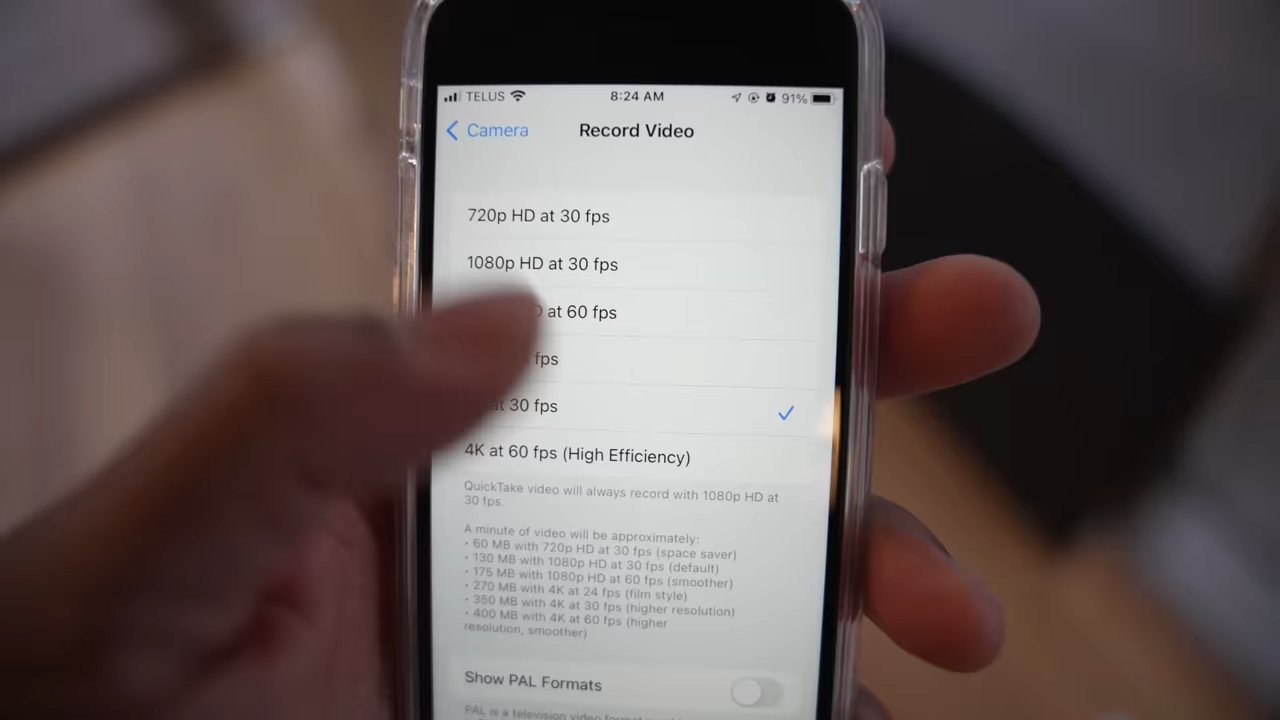 TELUS 8:24 AM 91%
Camera Record Video
720p HD at 30 fps
1080p HD at 30 fps
at 60 fps
fps
at 30 fps
4K at 60 fps (High Efficiency)
QuickTake video will always record with 1080p HD at
30 fps.
A minute of video will be approximately:
• 60 MB with 720p HD at 30 fps (space saver)
• 130 MB with 1080p HD at 30 fps (default)
• 175 MB with 1080p HD at 60 fps (smoother)
• 270 MB with 4K at 24 fps (film style)
• 350 MB with 4K at 30 fps (higher resolution)
• 400 MB with 4K at 60 fps (higher
resolution, smoother)
Show PAL Formats
PAL is a television video format